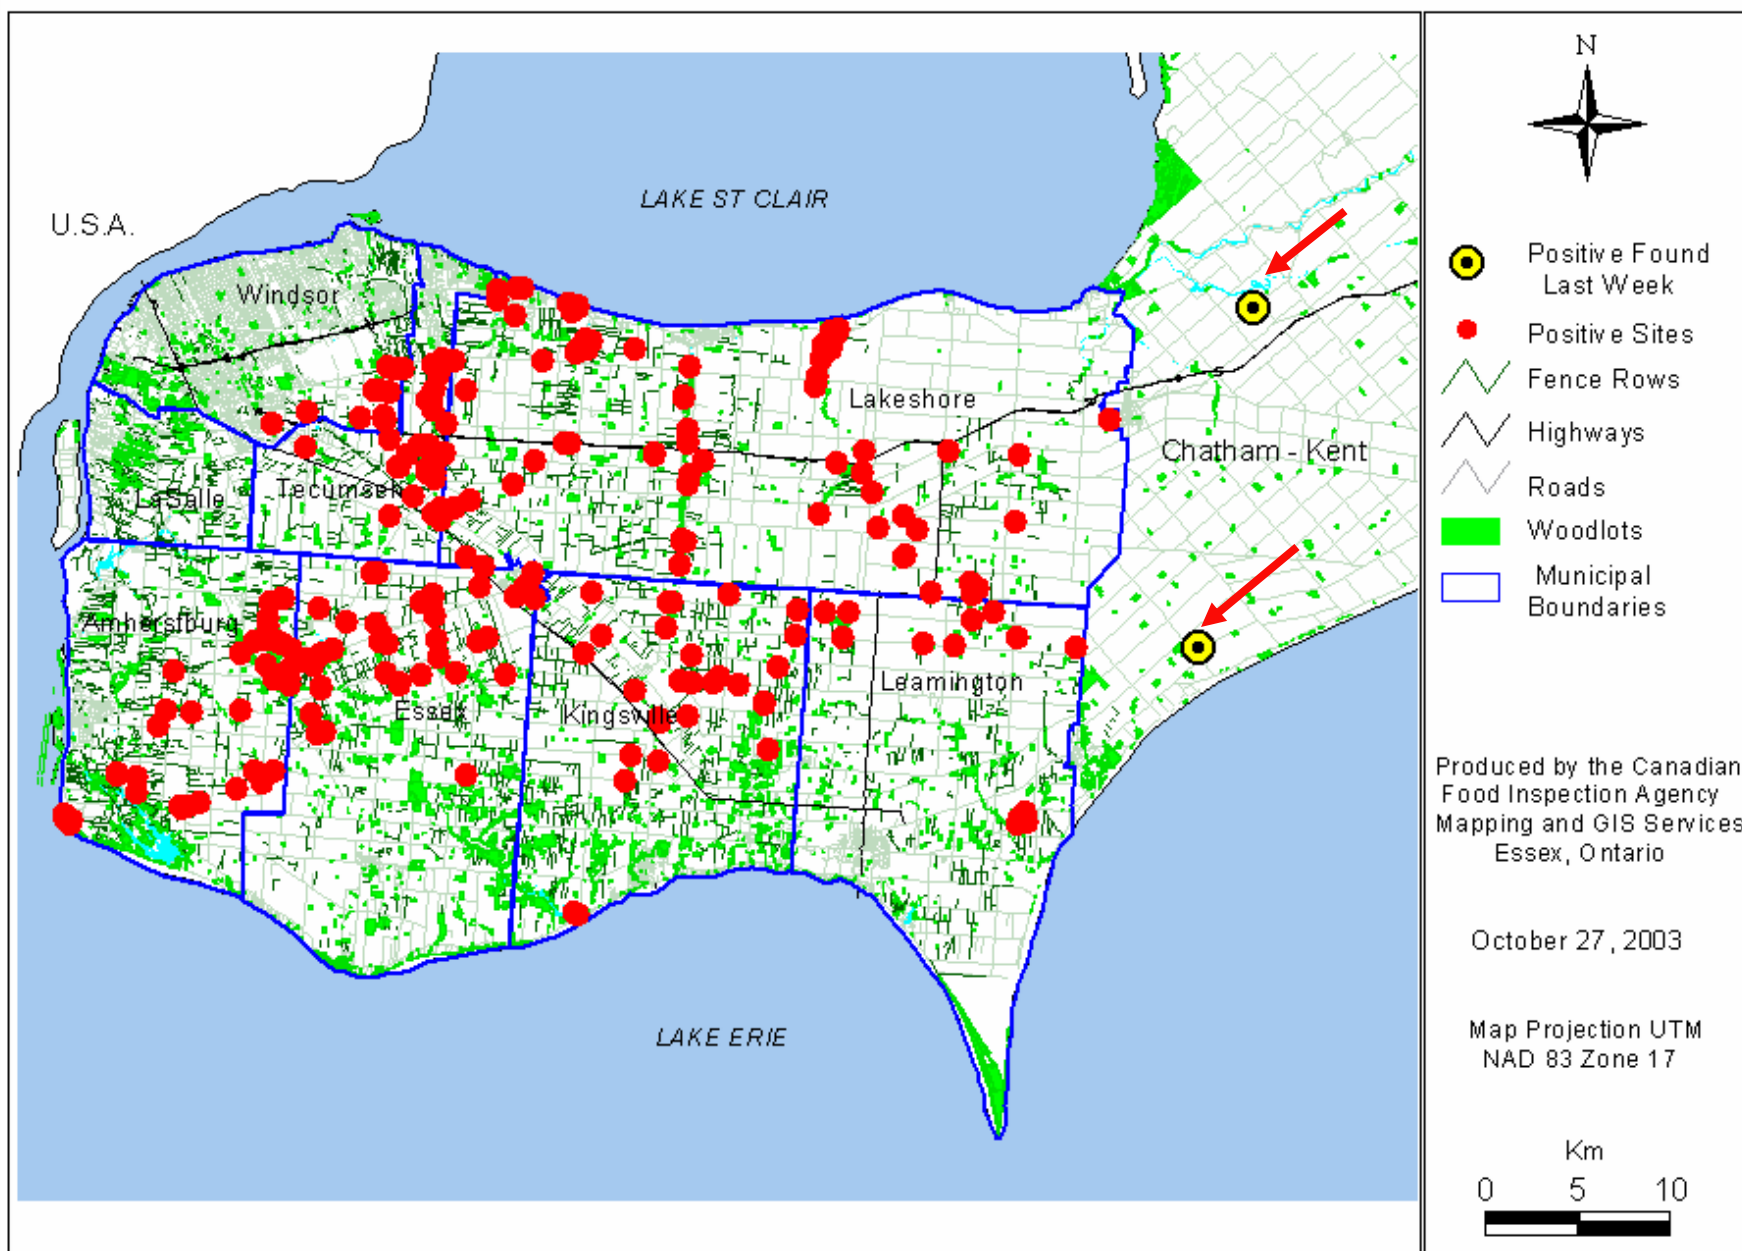 U.S.A.
LAKE ST CLAIR
Windsor
Lakeshore
Chatham - Kent
LaSalle
Tecumseh
Amherstburg
Essex
Kingsville
Leamington
LAKE ERIE
N
Positive Found
Last Week
Positive Sites
Fence Rows
Highways
Roads
Woodlots
Municipal
Boundaries
Produced by the Canadian
Food Inspection Agency
Mapping and GIS Services
Essex, Ontario
October 27, 2003
Map Projection UTM
NAD 83 Zone 17
Km
0 5 10